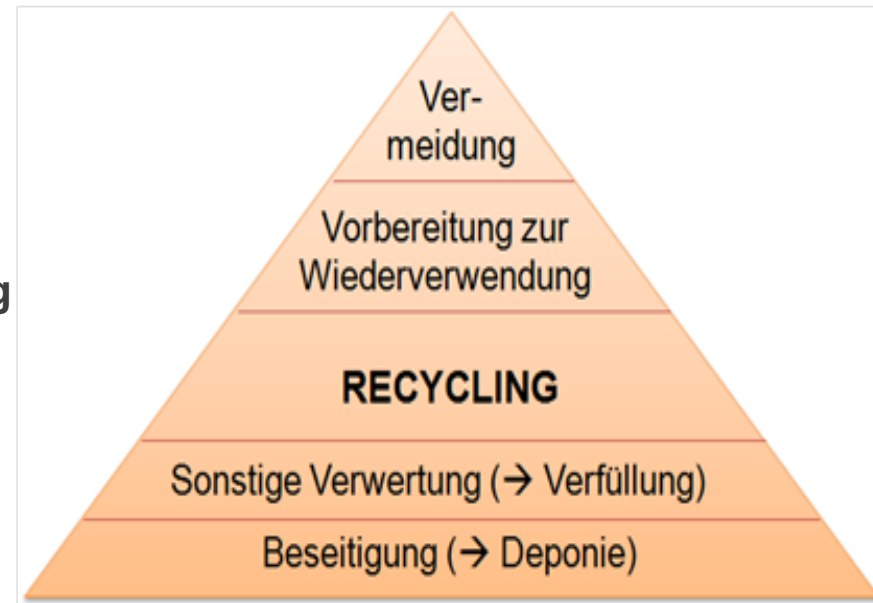 Ver-
meidung
Vorbereitung zur
Wiederverwendung
g
RECYCLING
Sonstige Verwertung (→ Verfüllung)
Beseitigung (→ Deponie)